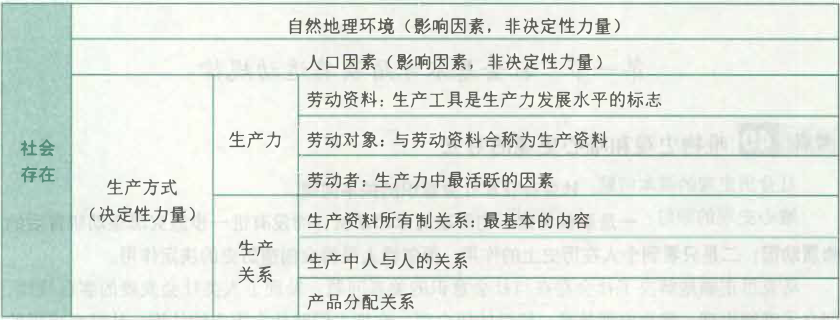 自然地理环境（影响因素，非决定性力量）
人口因素（影响因素，非决定性力量）
社会
存在
生产方式
（决定性力量）
生产力
劳动资料：生产工具是生产力发展水平的标志
劳动对象：与劳动资料合称为生产资料
劳动者：生产力中最活跃的因素
生产
关系
生产资料所有制关系：最基本的内容
生产中人与人的关系
产品分配关系